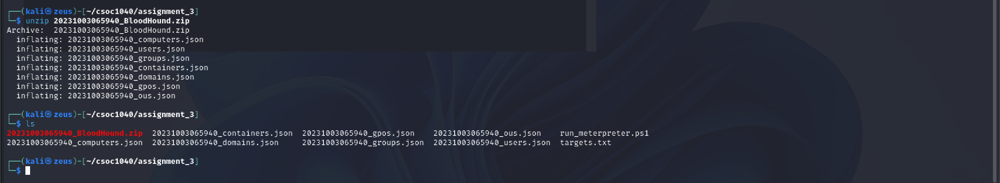 ┌──(kali㉿zeus)-[~/csoc1040/assignment_3]
└─$ unzip 20231003065940_BloodHound.zip
Archive:  20231003065940_BloodHound.zip
  inflating: 20231003065940_computers.json
  inflating: 20231003065940_users.json
  inflating: 20231003065940_groups.json
  inflating: 20231003065940_containers.json
  inflating: 20231003065940_domains.json
  inflating: 20231003065940_gpos.json
  inflating: 20231003065940_ous.json
┌──(kali㉿zeus)-[~/csoc1040/assignment_3]
└─$ ls
20231003065940_BloodHound.zip  20231003065940_containers.json  20231003065940_gpos.json    20231003065940_ous.json    run_meterpreter.ps1
20231003065940_computers.json  20231003065940_domains.json     20231003065940_groups.json  20231003065940_users.json  targets.txt
┌──(kali㉿zeus)-[~/csoc1040/assignment_3]
└─$